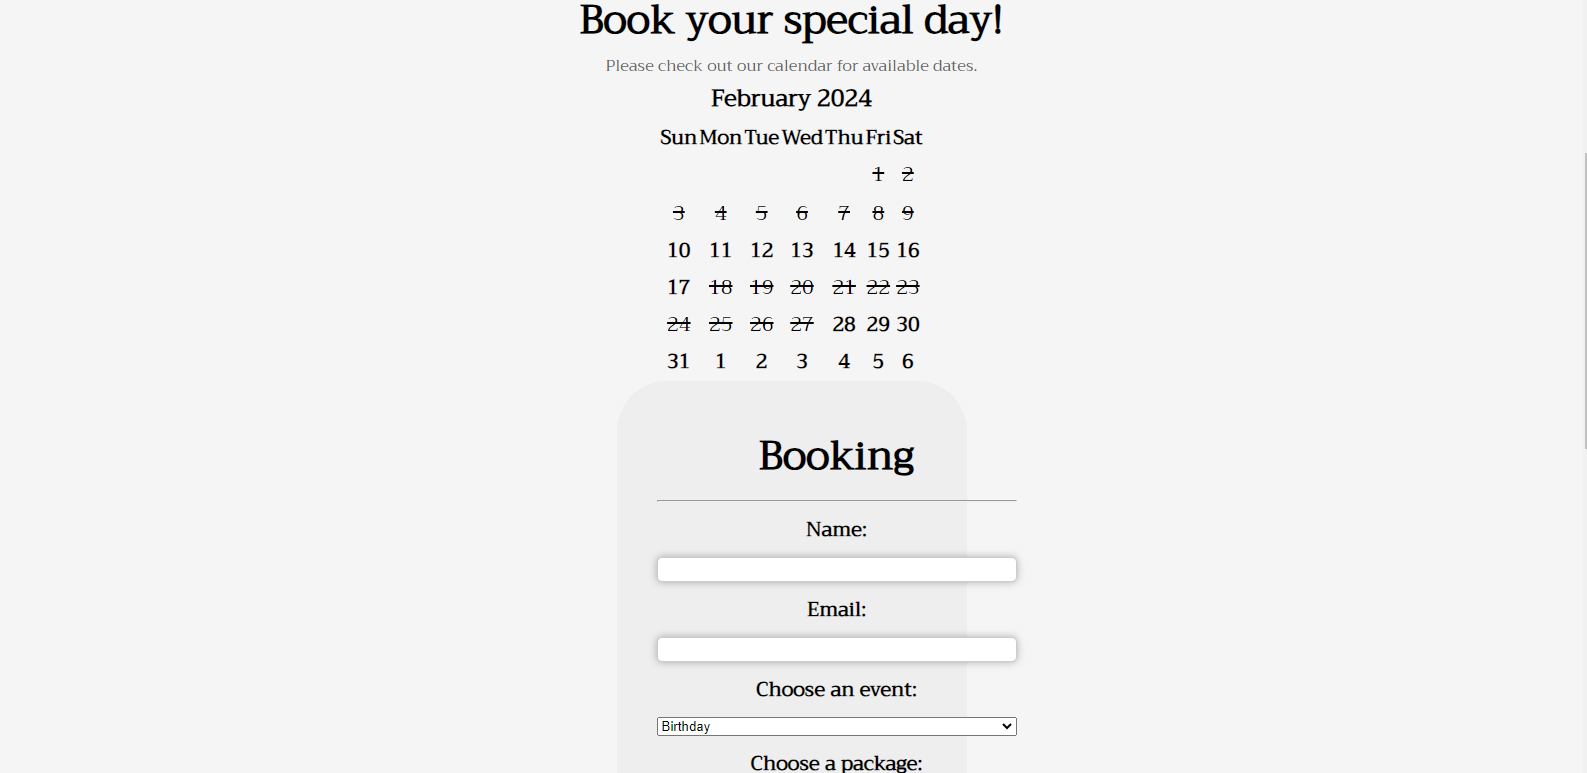 Book your special day!
Please check out our calendar for available dates.
February 2024
Sun Mon Tue Wed Thu Fri Sat
1 2
3 4 5 6 7 8 9
10 11 12 13 14 15 16
17 18 19 20 21 22 23
24 25 26 27 28 29 30
31 1 2 3 4 5 6
Booking
Name:
Email:
Choose an event:
Birthday
Choose a package: